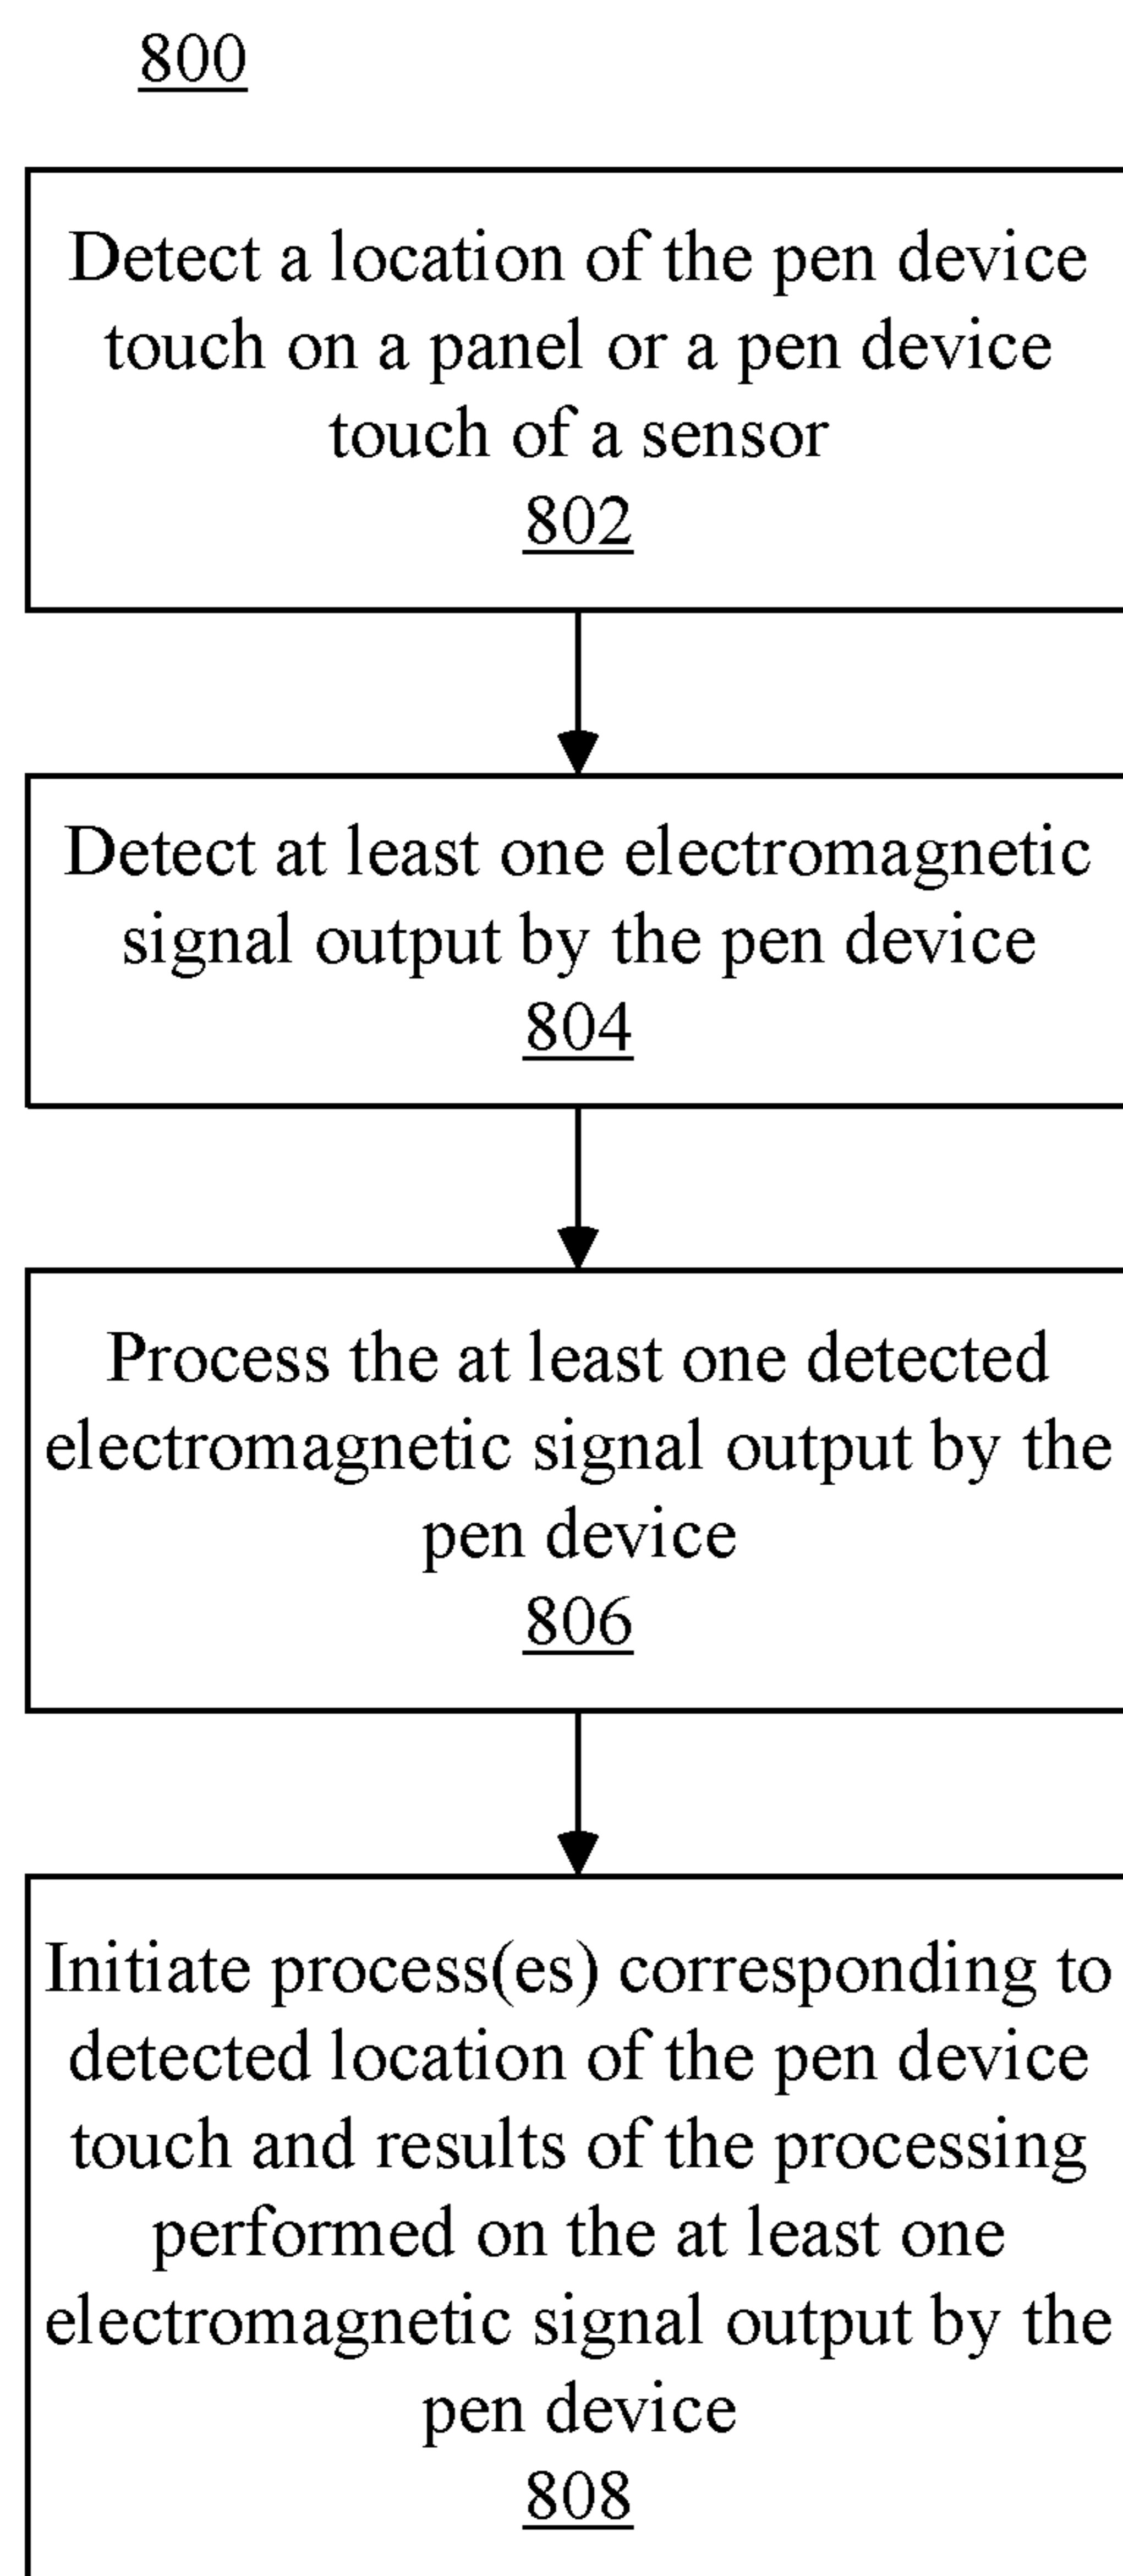 800
Detect a location of the pen device
touch on a panel or a pen device
touch of a sensor
802
Detect at least one electromagnetic
signal output by the pen device
804
Process the at least one detected
electromagnetic signal output by the
pen device
806
Initiate process(es) corresponding to
detected location of the pen device
touch and results of the processing
performed on the at least one
electromagnetic signal output by the
pen device
808